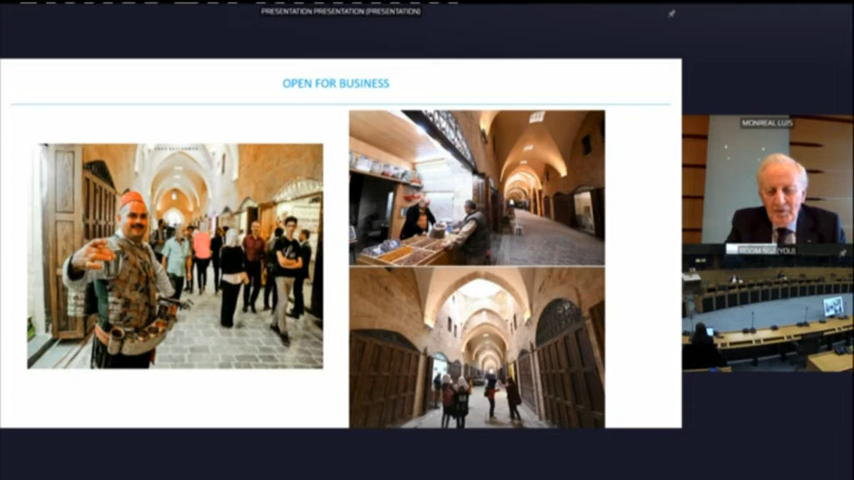 PRESENTATION PRESENTATION (PRESENTATION)
OPEN FOR BUSINESS
MONREAL LUIS